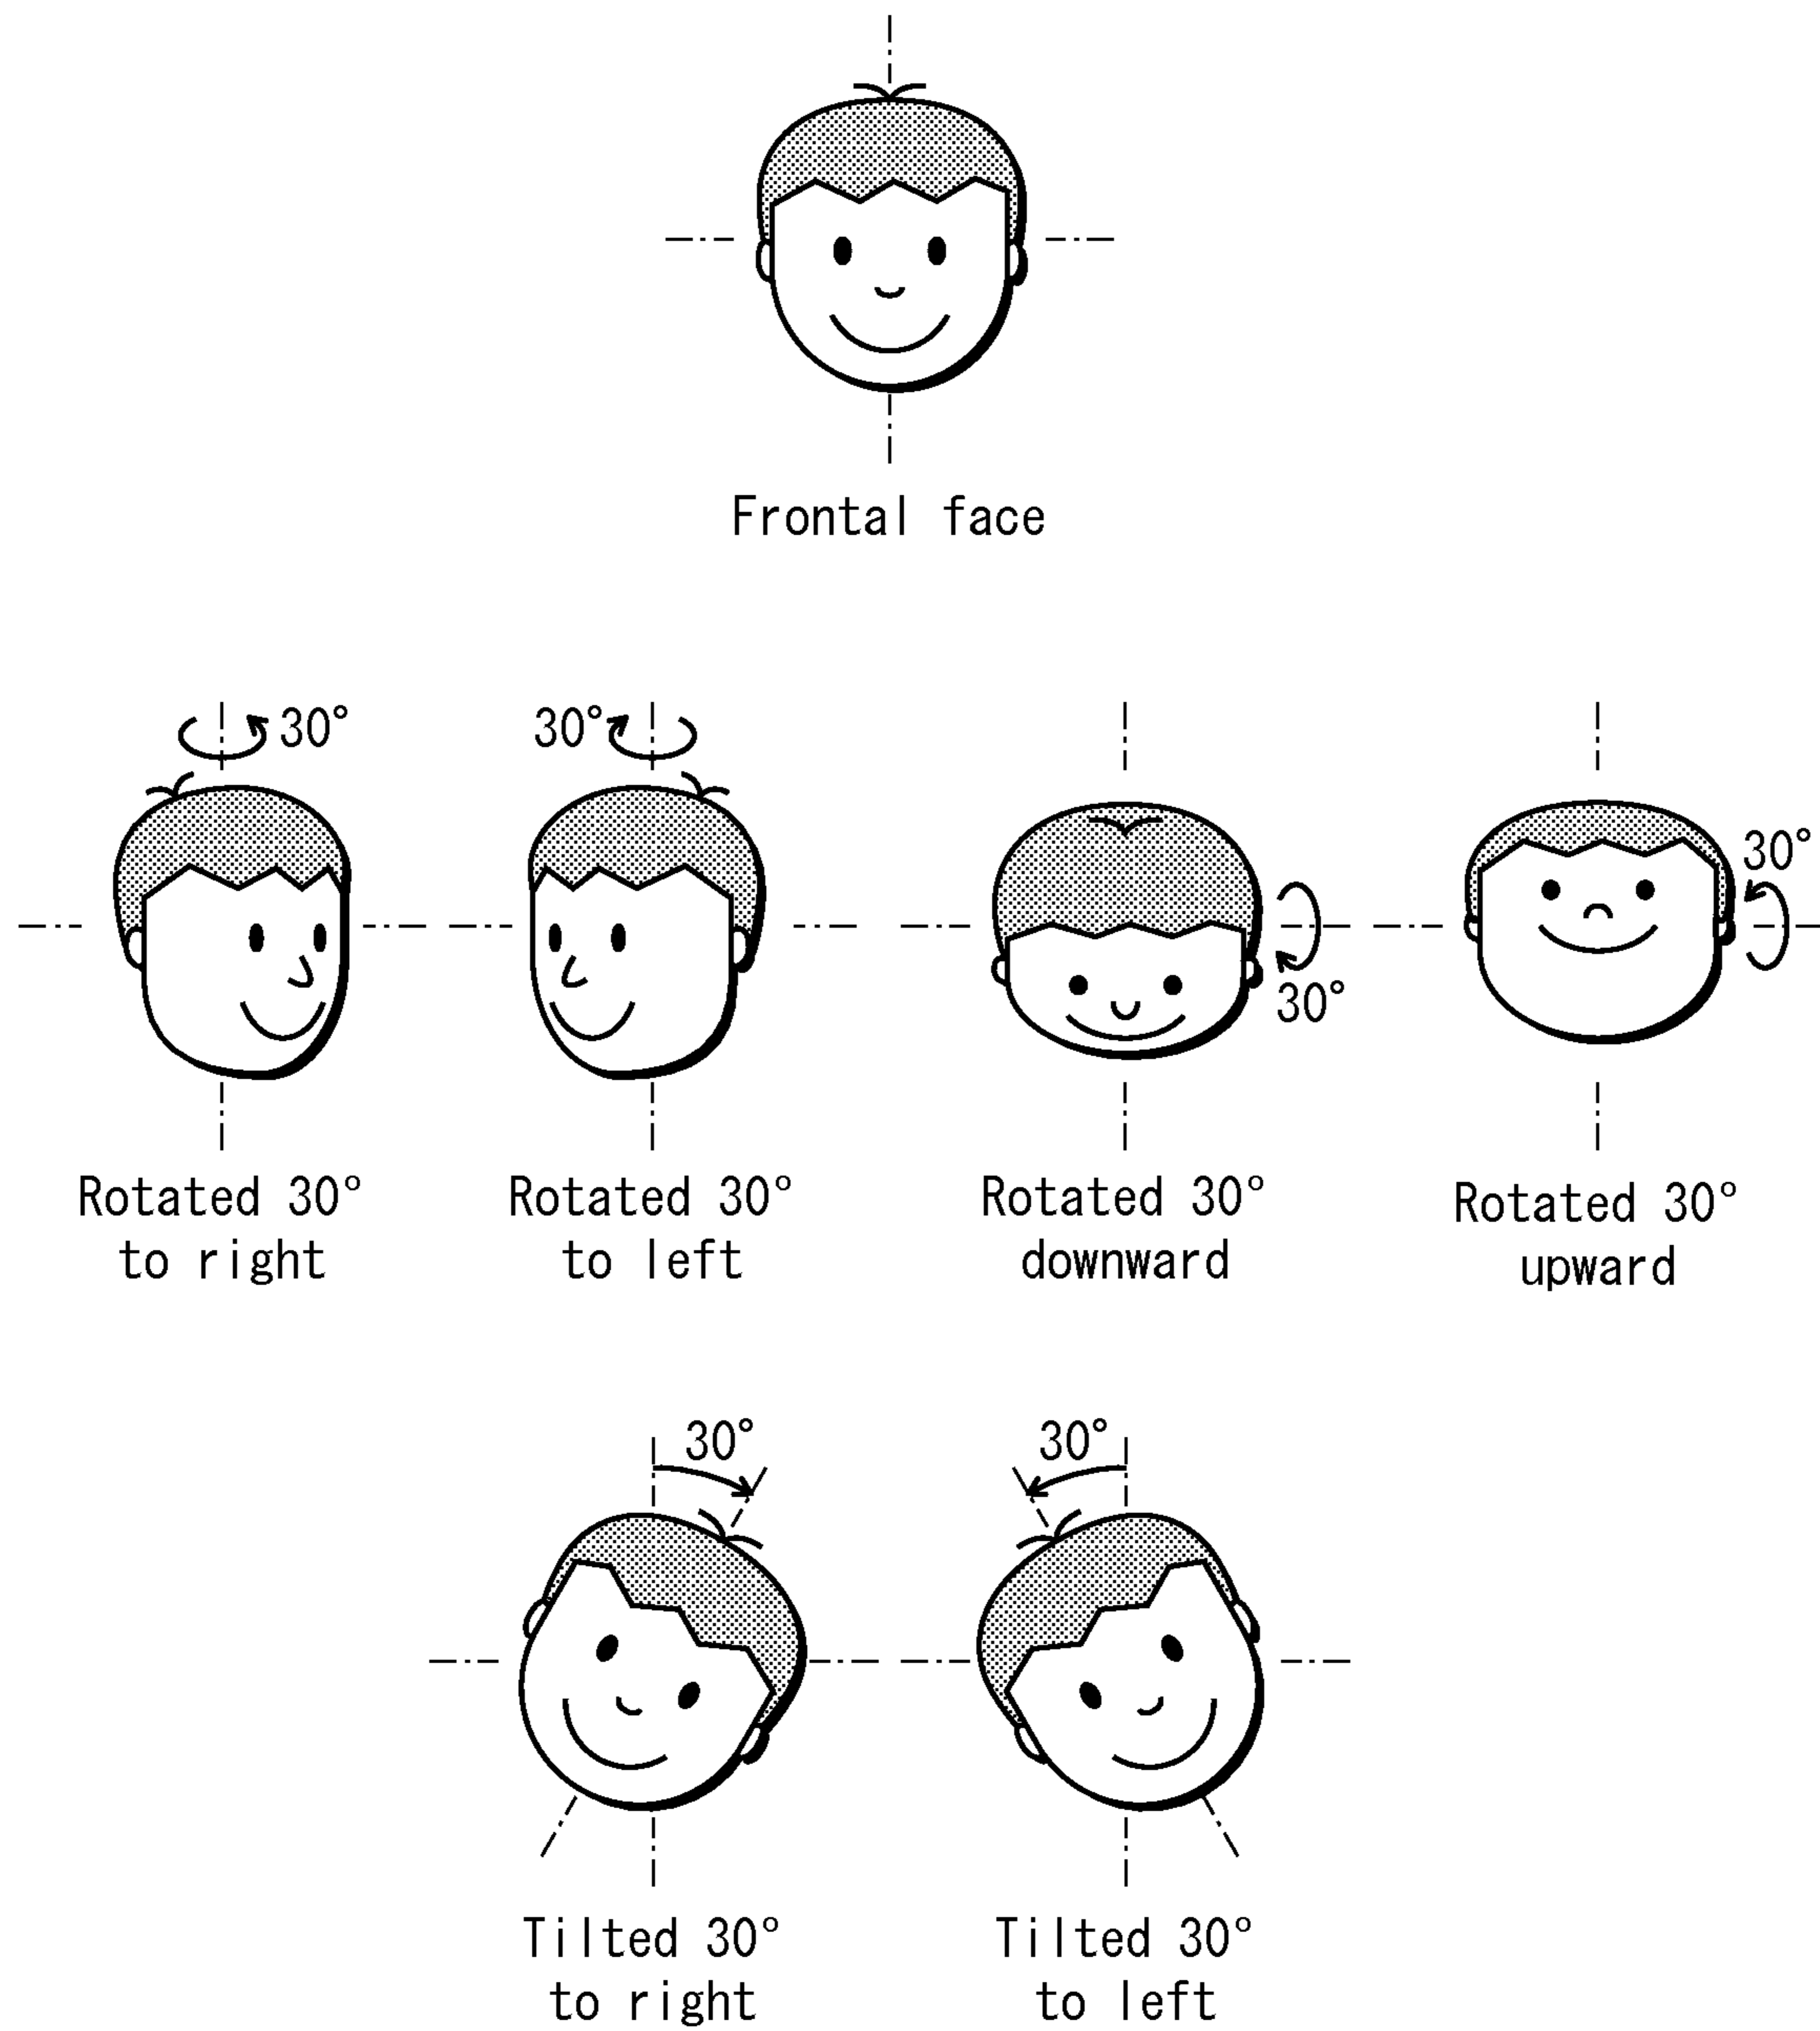 Frontal face
30°
30°
30°
30°
Rotated 30°
to right
Rotated 30°
to left
Rotated 30°
downward
Rotated 30°
upward
30°
30°
Tilted 30°
to right
Tilted 30°
to left